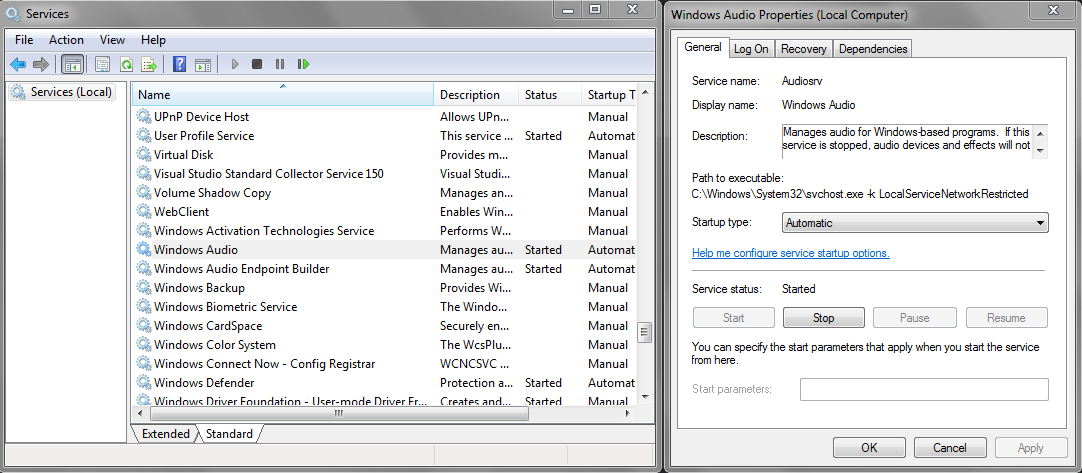 Services
File Action View Help
Services (Local)
Name Description Status Startup T
UPnP Device Host Allows UPn... Manual
User Profile Service This service ... Started Automat
Virtual Disk Provides m... Manual
Visual Studio Standard Collector Service 150 Visual Studi... Manual
Volume Shadow Copy Manages an... Manual
WebClient Enables Win... Manual
Windows Activation Technologies Service Performs W... Manual
Windows Audio Manages au... Started Automat
Windows Audio Endpoint Builder Manages au... Started Automat
Windows Backup Provides Wi... Manual
Windows Biometric Service The Windo... Manual
Windows CardSpace Securely en... Manual
Windows Color System The WcsPlu... Manual
Windows Connect Now - Config Registrar WCNCSVC ... Manual
Windows Defender Protection a... Started Automat
Windows Driver Foundation - User-mode Driver Fr... Creates and... Started Manual
Extended Standard
Windows Audio Properties (Local Computer)
General Log On Recovery Dependencies
Service name: Audiosrv
Display name: Windows Audio
Description: Manages audio for Windows-based programs. If this
service is stopped, audio devices and effects will not
Path to executable:
C:\Windows\System32\svchost.exe -k LocalServiceNetworkRestricted
Startup type: Automatic
Help me configure service startup options.
Service status: Started
Start Stop Pause Resume
You can specify the start parameters that apply when you start the service
from here.
Start parameters:
OK Cancel Apply